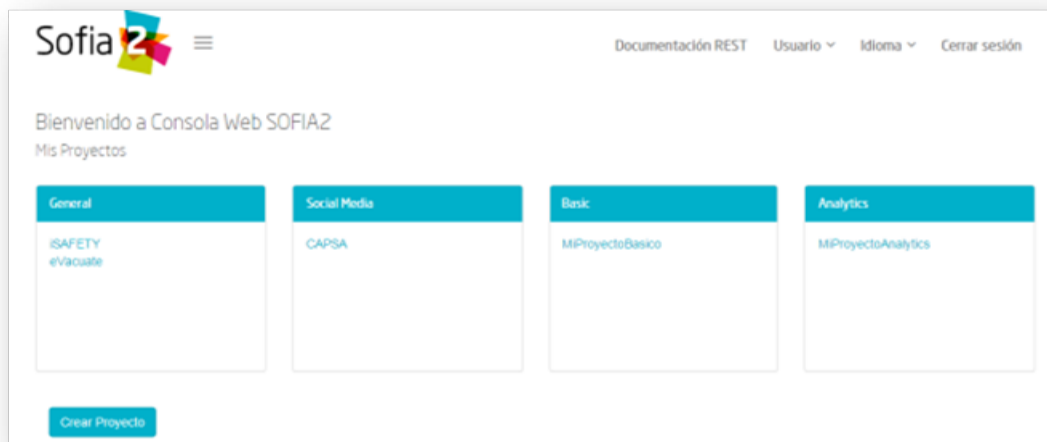 Sofia2
Documentación REST Usuario Idioma Cerrar sesión
Bienvenido a Consola Web SOFIA2
Mis Proyectos
General Social Media Basic Analytics
iSAFETY CAPSA MiProyectoBasico MiProyectoAnalytics
eVacuate
Crear Proyecto